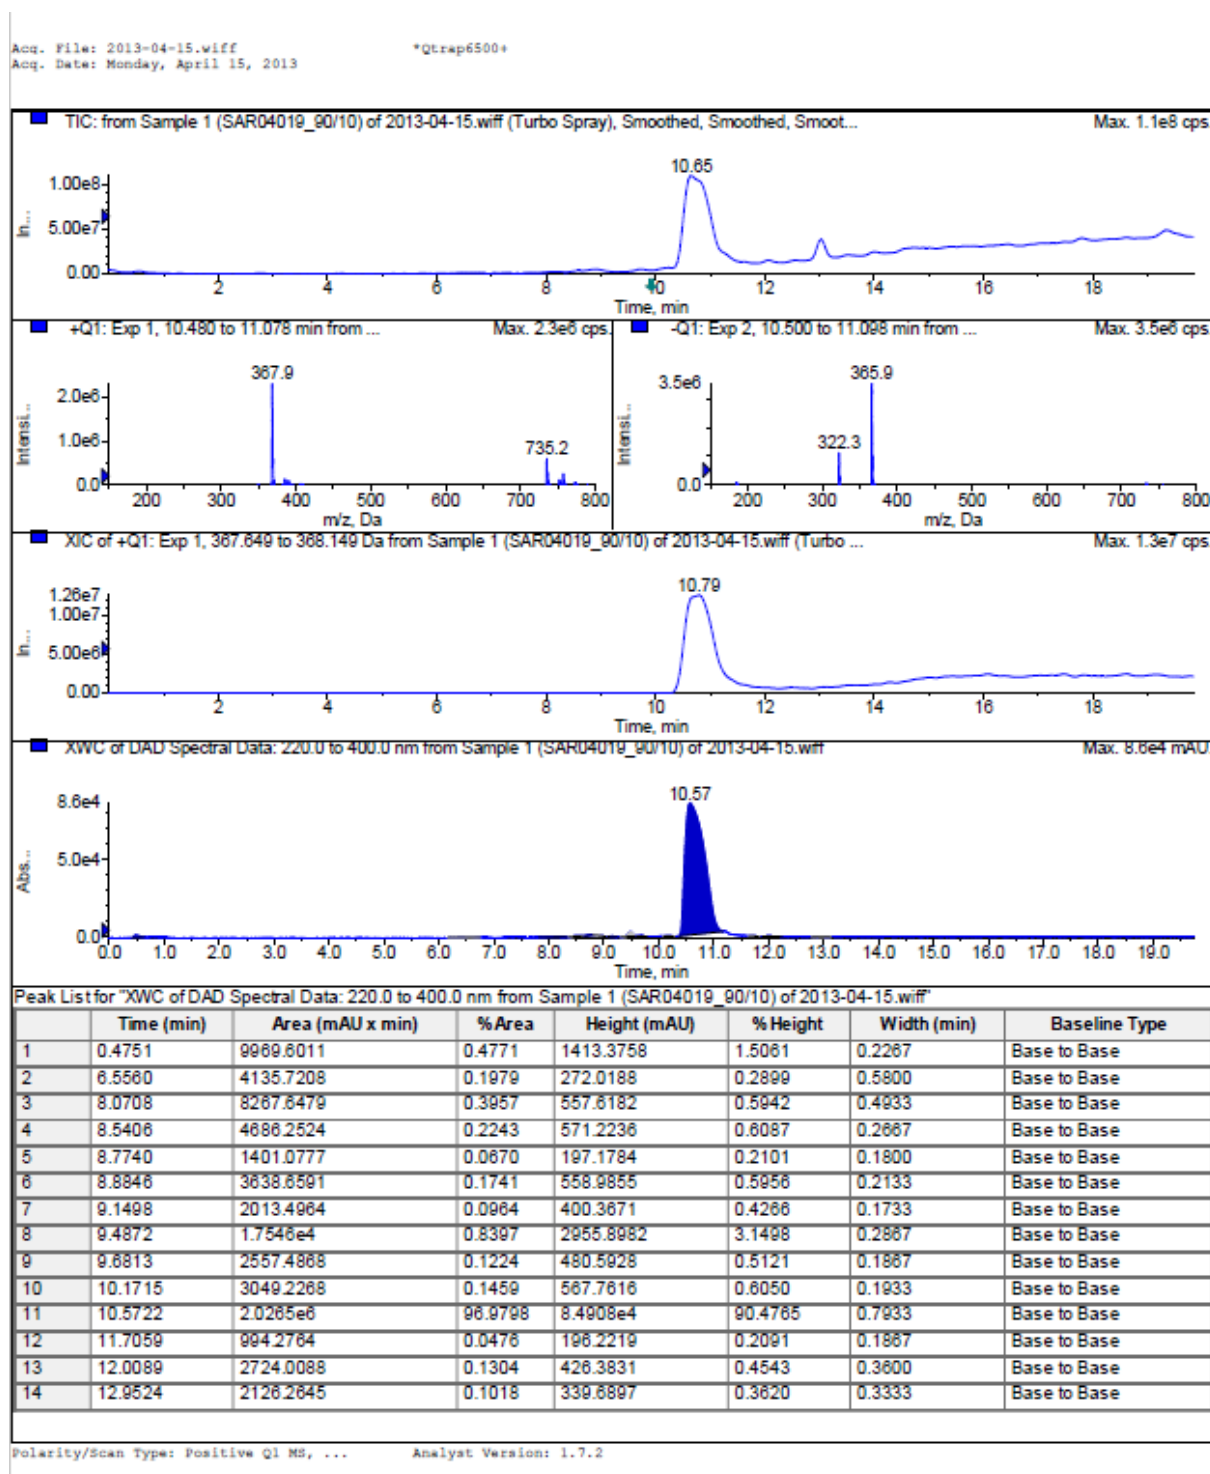 Acq. File: 2013-04-15.wiff *Qtrap6500+
Acq. Date: Monday, April 15, 2013
TIC: from Sample 1 (SAR04019_90/10) of 2013-04-15.wiff (Turbo Spray), Smoothed, Smoothed, Smoot... Max. 1.1e8 cps.
10.65
1.00e8
5.00e7
0.00
In...
2 4 6 8 10 12 14 16 18
Time, min
+Q1: Exp 1, 10.480 to 11.078 min from ... Max. 2.3e6 cps. -Q1: Exp 2, 10.500 to 11.098 min from ... Max. 3.5e6 cps.
367.9 3.5e6 365.9
2.0e6
1.0e6 735.2 322.3
0.0 0.0
Intensi... Intensi...
200 300 400 500 600 700 800 200 300 400 500 600 700 800
m/z, Da m/z, Da
XIC of +Q1: Exp 1, 367.649 to 368.149 Da from Sample 1 (SAR04019_90/10) of 2013-04-15.wiff (Turbo ... Max. 1.3e7 cps.
10.79
1.26e7
1.00e7
5.00e6
0.00
In...
2 4 6 8 10 12 14 16 18
Time, min
XWC of DAD Spectral Data: 220.0 to 400.0 nm from Sample 1 (SAR04019_90/10) of 2013-04-15.wiff Max. 8.6e4 mAU.
10.57
8.6e4
5.0e4
0.0
Abs...
0.0 1.0 2.0 3.0 4.0 5.0 6.0 7.0 8.0 9.0 10.0 11.0 12.0 13.0 14.0 15.0 16.0 17.0 18.0 19.0
Time, min
Peak List for "XWC of DAD Spectral Data: 220.0 to 400.0 nm from Sample 1 (SAR04019_90/10) of 2013-04-15.wiff"
Time (min) Area (mAU x min) %Area Height (mAU) %Height Width (min) Baseline Type
1 0.4751 9969.6011 0.4771 1413.3758 1.5061 0.2267 Base to Base
2 6.5560 4135.7208 0.1979 272.0188 0.2899 0.5800 Base to Base
3 8.0708 8267.6479 0.3957 557.6182 0.5942 0.4933 Base to Base
4 8.5406 4686.2524 0.2243 571.2236 0.6087 0.2667 Base to Base
5 8.7740 1401.0777 0.0670 197.1784 0.2101 0.1800 Base to Base
6 8.8846 3638.6591 0.1741 558.9855 0.5956 0.2133 Base to Base
7 9.1498 2013.4964 0.0964 400.3671 0.4266 0.1733 Base to Base
8 9.4872 1.7546e4 0.8397 2955.8982 3.1498 0.2867 Base to Base
9 9.6813 2557.4868 0.1224 480.5928 0.5121 0.1867 Base to Base
10 10.1715 3049.2268 0.1459 567.7616 0.6050 0.1933 Base to Base
11 10.5722 2.0265e6 96.9798 8.4908e4 90.4765 0.7933 Base to Base
12 11.7059 994.2764 0.0476 196.2219 0.2091 0.1867 Base to Base
13 12.0089 2724.0088 0.1304 426.3831 0.4543 0.3600 Base to Base
14 12.9524 2126.2645 0.1018 339.6897 0.3620 0.3333 Base to Base
Polarity/Scan Type: Positive Q1 MS, ... Analyst Version: 1.7.2